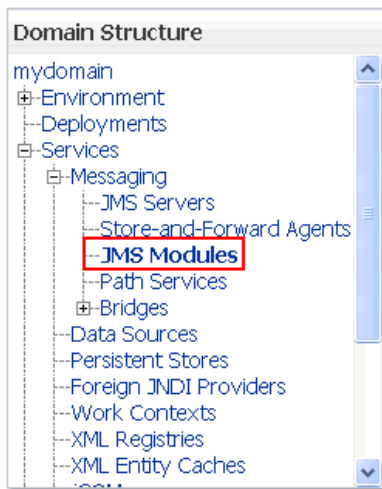 Domain Structure
mydomain
Environment
Deployments
Services
Messaging
JMS Servers
Store-and-Forward Agents
JMS Modules
Path Services
Bridges
Data Sources
Persistent Stores
Foreign JNDI Providers
Work Contexts
XML Registries
XML Entity Caches